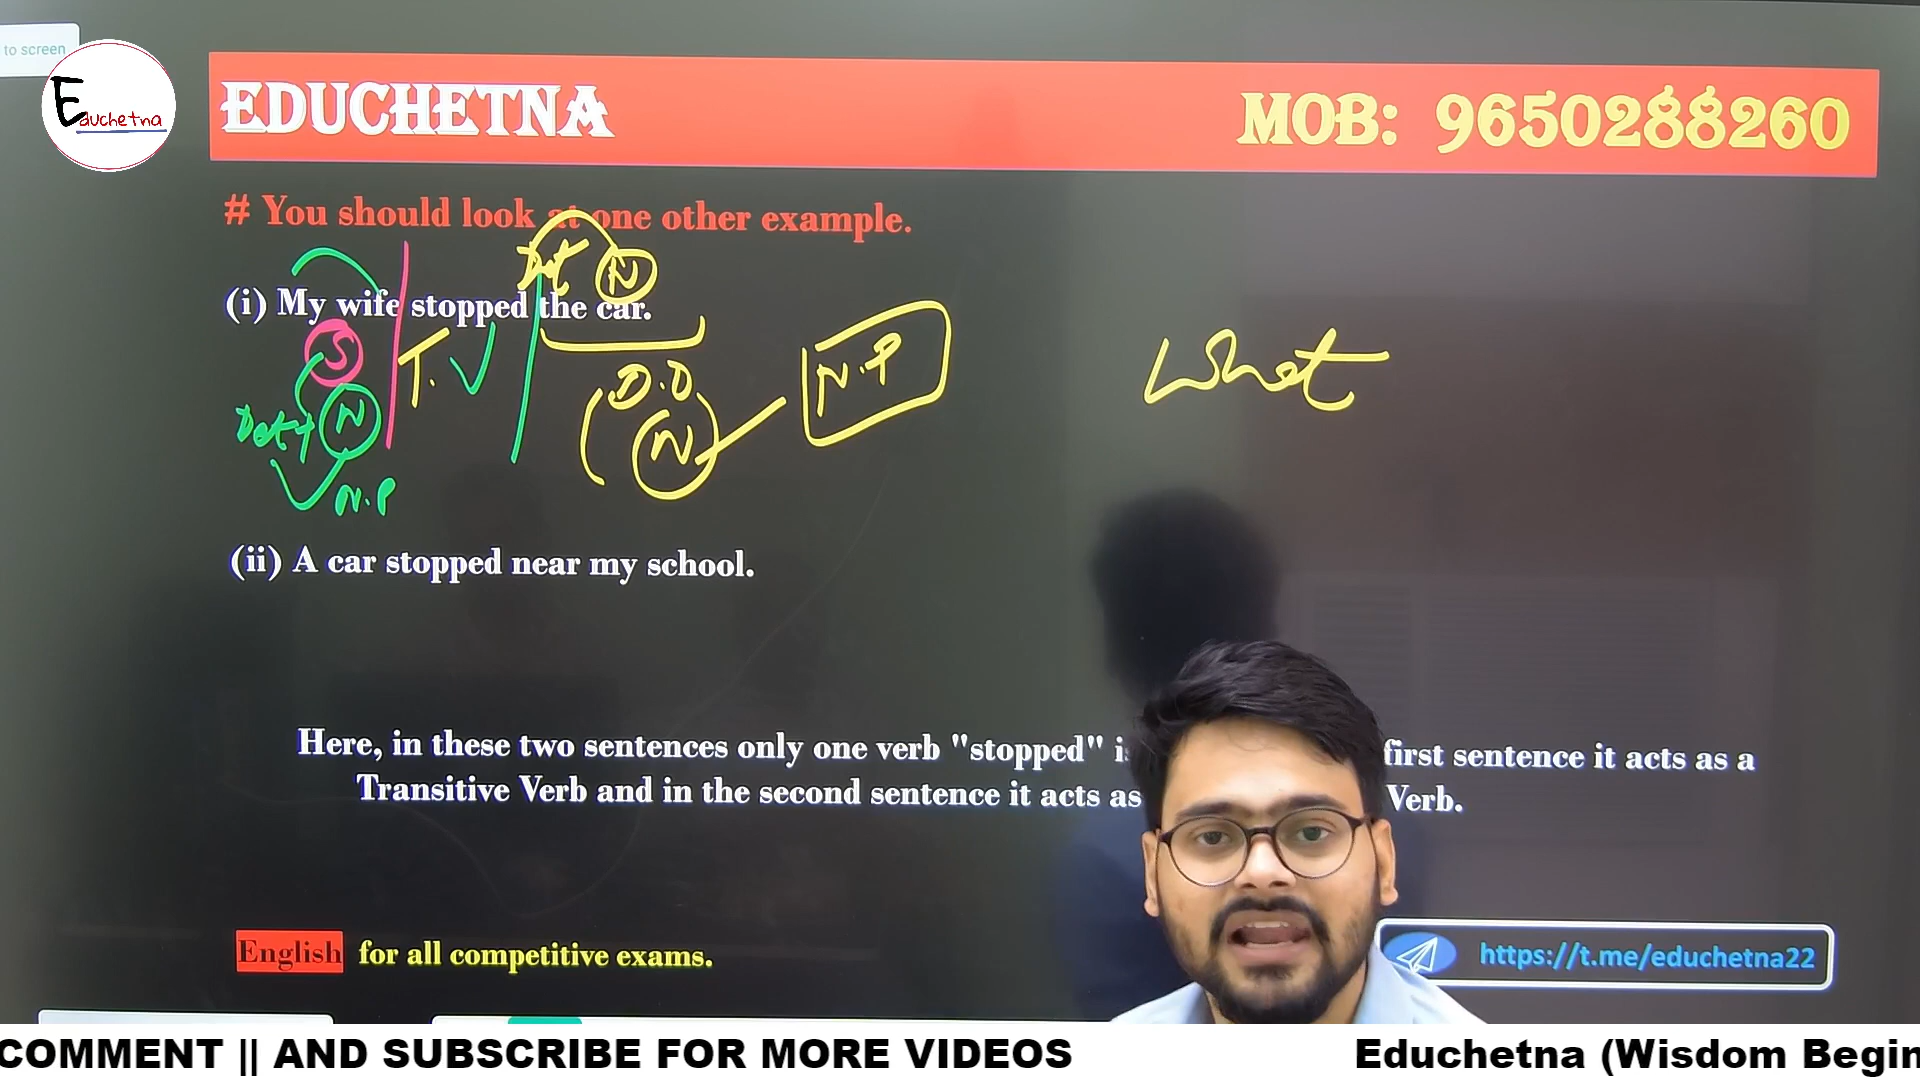 to screen
Educhetna
EDUCHETNA
MOB: 9650288260
# You should look at one other example.
Det N
(i) My wife stopped the car.
S
T. V
D.O
N.P
What
Det + N
N
N.P
(ii) A car stopped near my school.
Here, in these two sentences only one verb "stopped" is first sentence it acts as a
Transitive Verb and in the second sentence it acts as Verb.
English for all competitive exams.
https://t.me/educhetna22
COMMENT || AND SUBSCRIBE FOR MORE VIDEOS Educhetna (Wisdom Begin